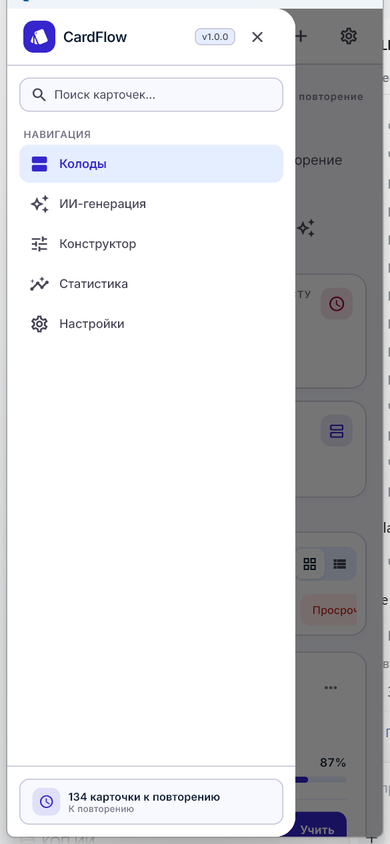 CardFlow
v1.0.0
Поиск карточек...
НАВИГАЦИЯ
Колоды
ИИ-генерация
Конструктор
Статистика
Настройки
134 карточки к повторению
К повторению
повторение
орение
ТУ
Просроч
87%
Учить